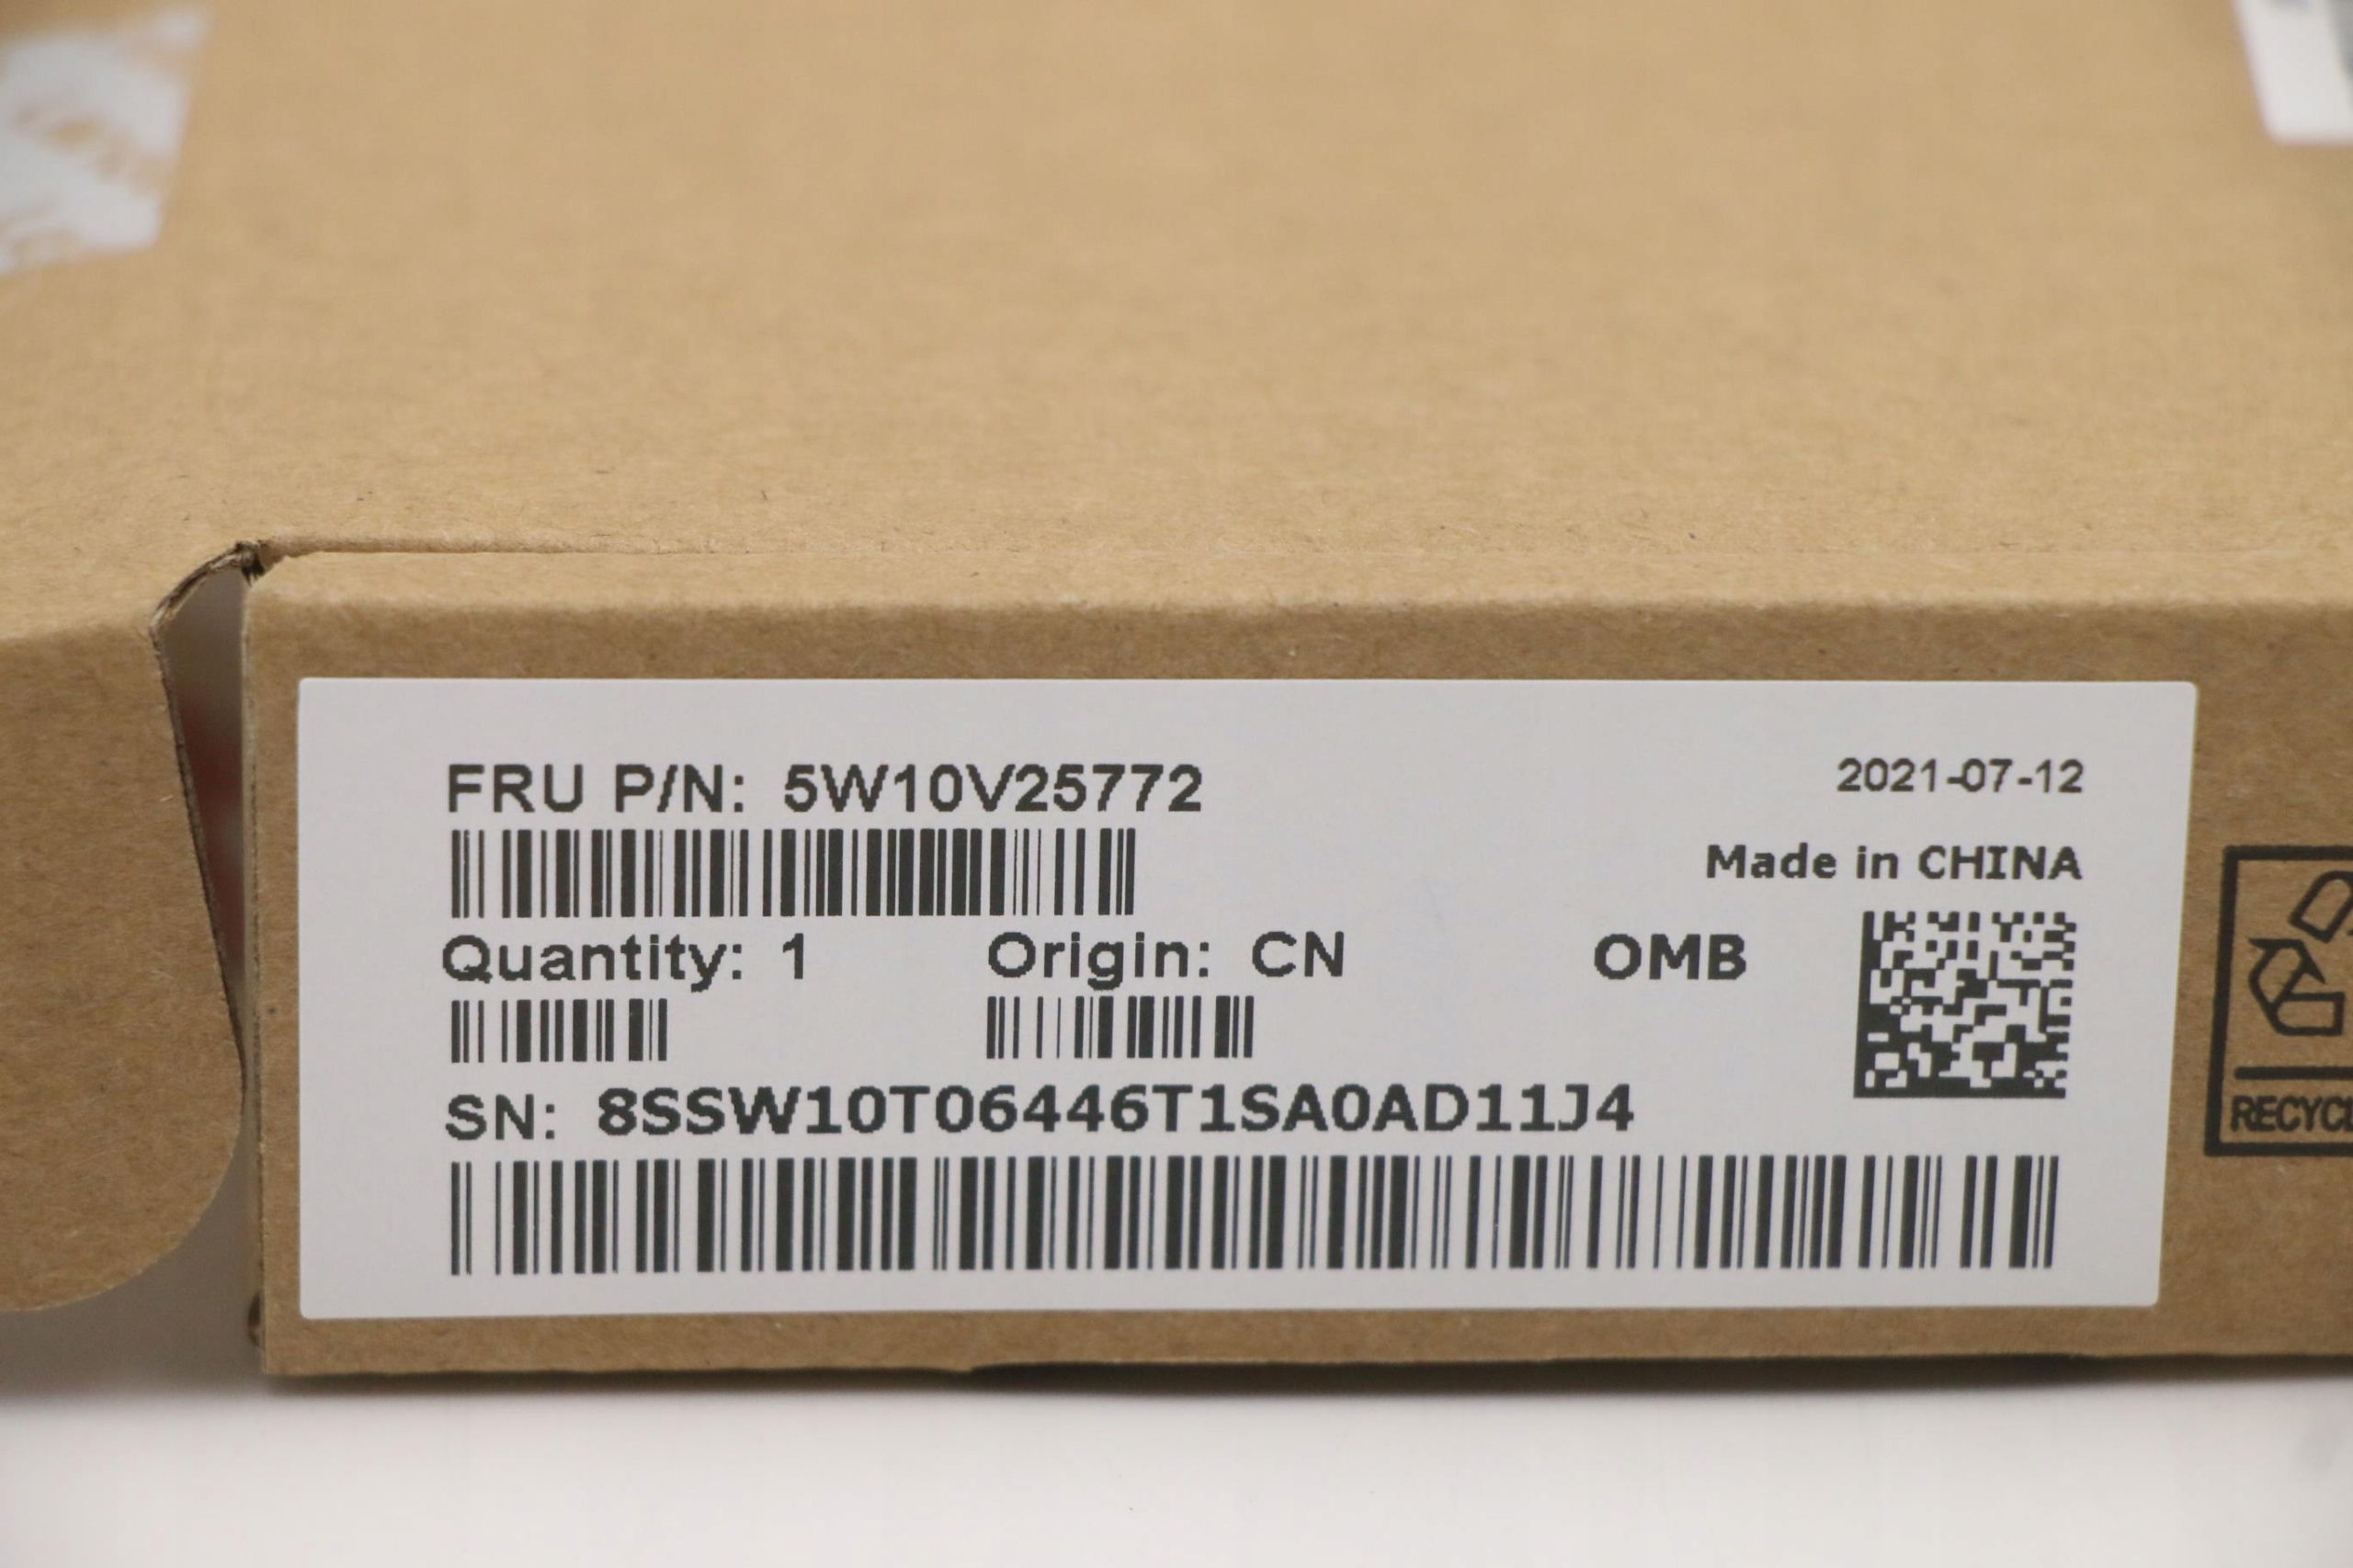 FRU P/N: 5W10V25772
2021-07-12
Made in CHINA
Quantity: 1
Origin: CN
OMB
SN: 8SSW10T06446T1SA0AD11J4